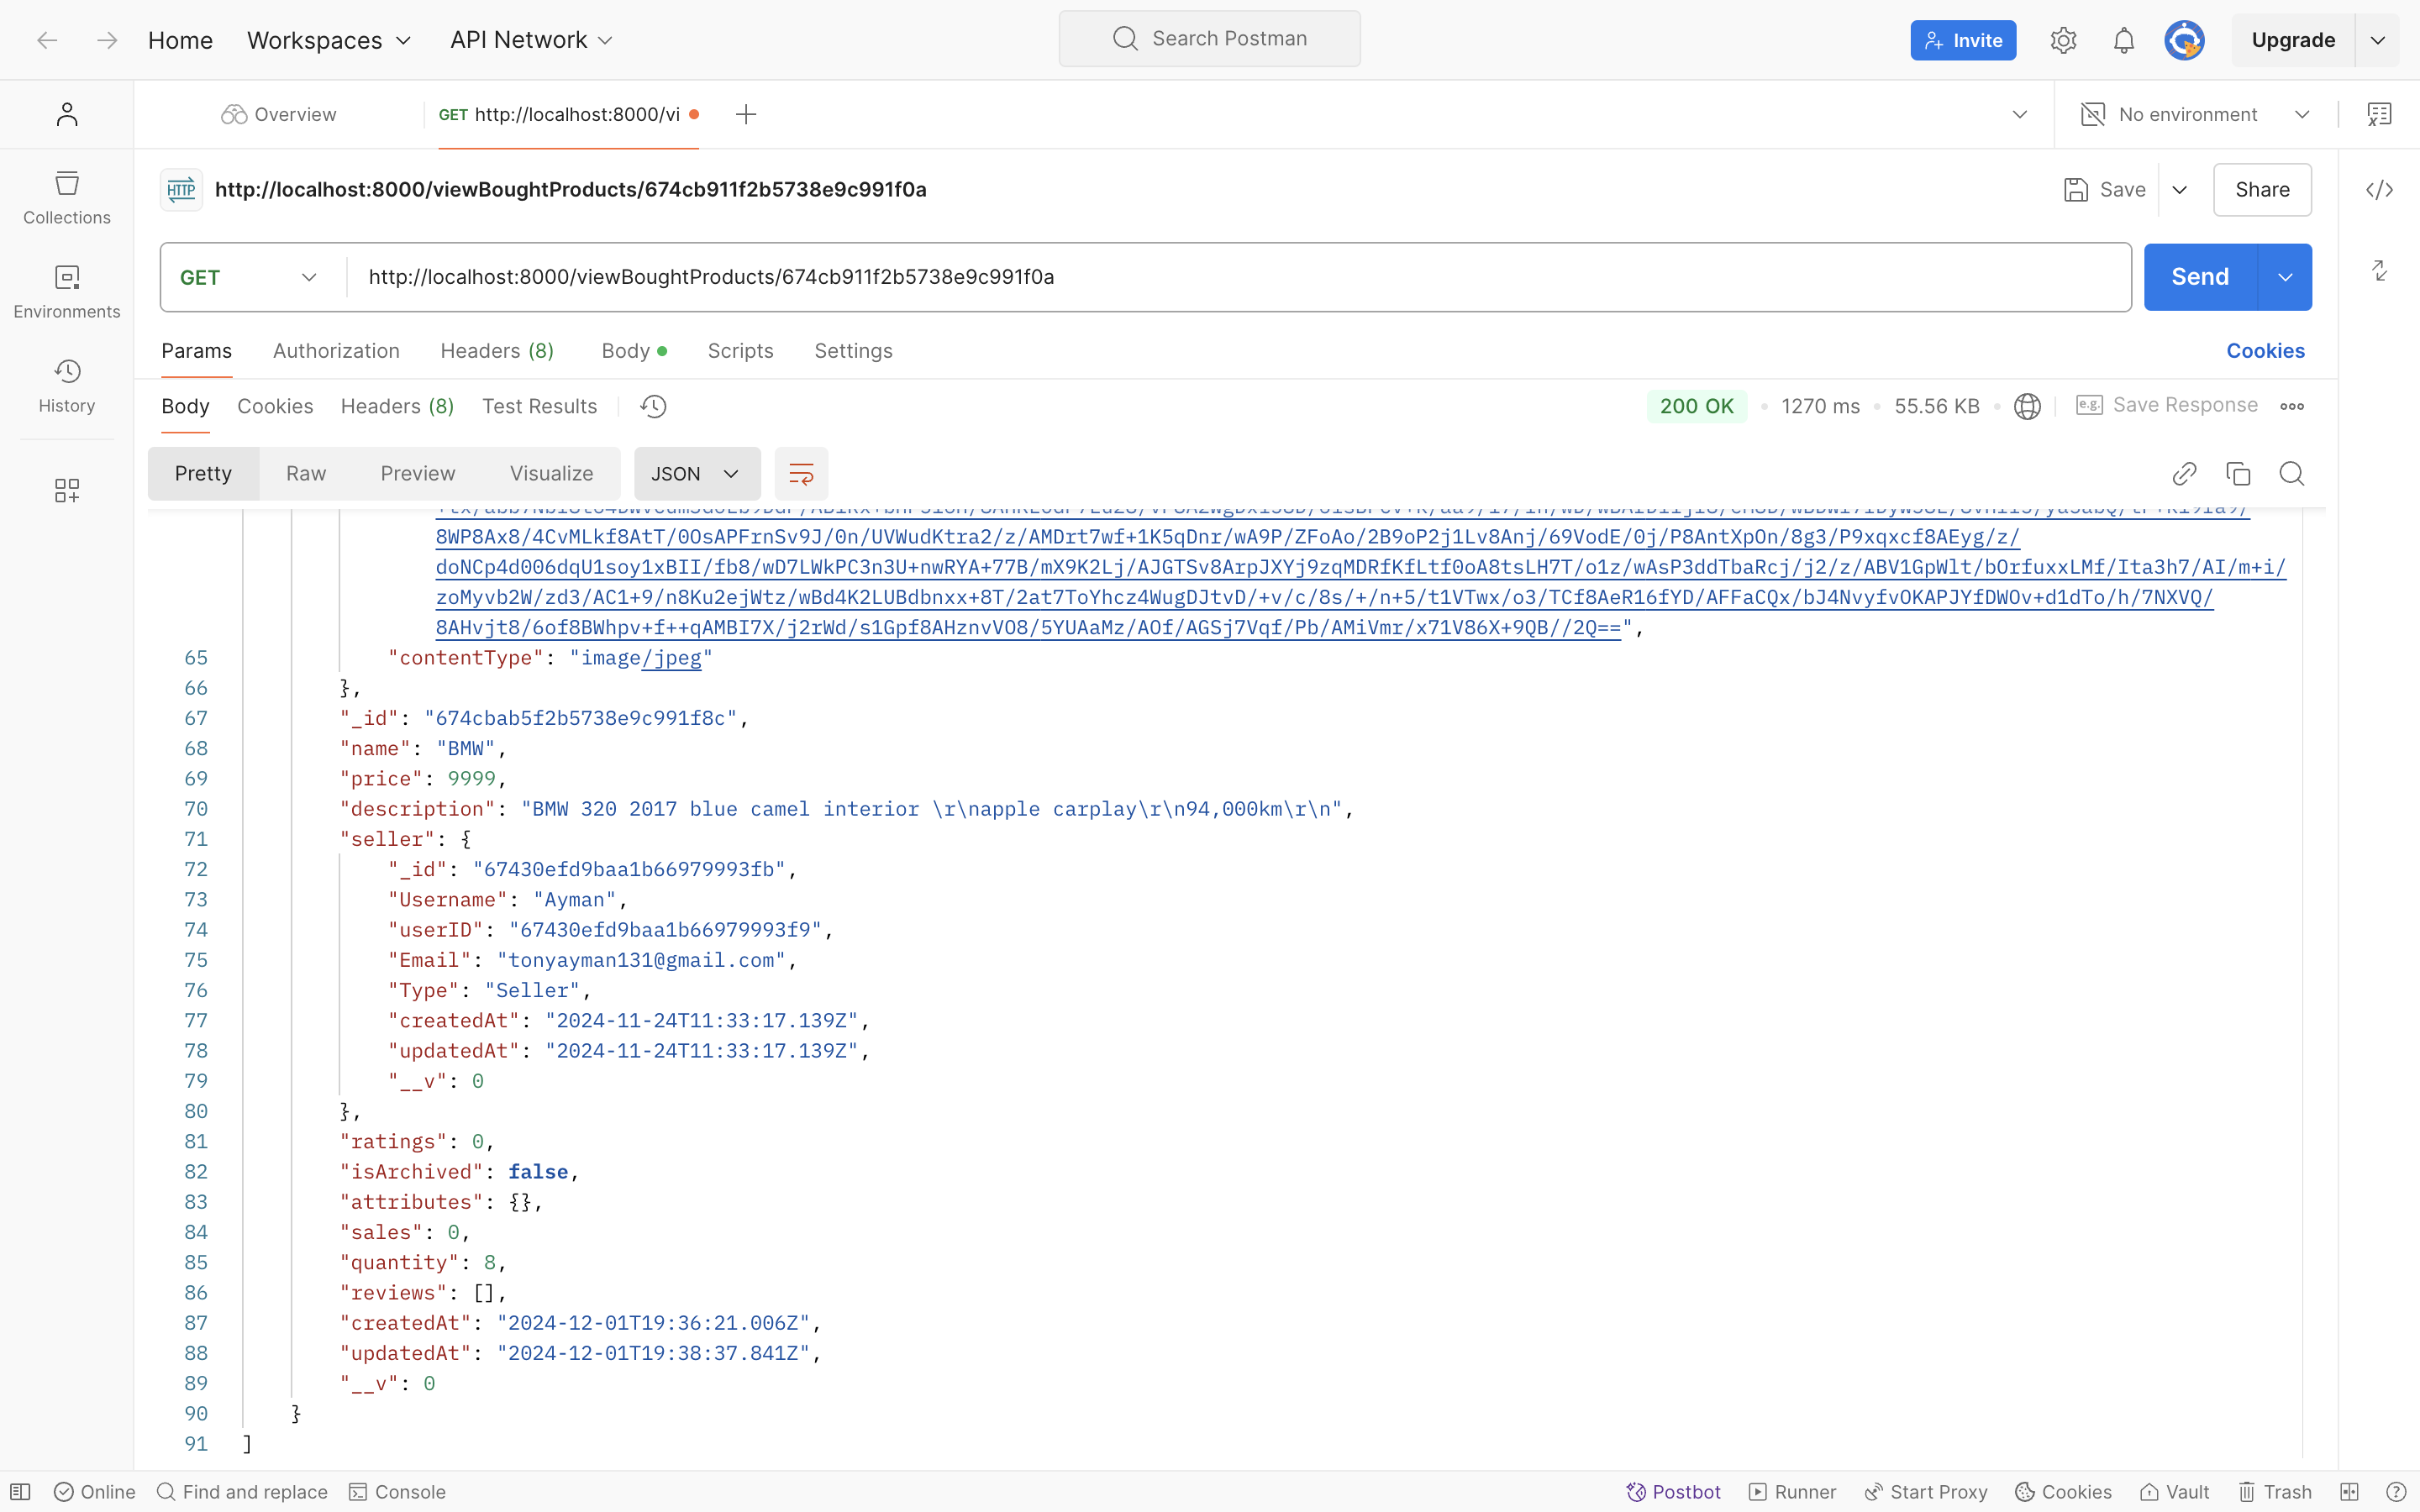 Home Workspaces API Network Search Postman Invite Upgrade
Overview GET http://localhost:8000/vi No environment
HTTP http://localhost:8000/viewBoughtProducts/674cb911f2b5738e9c991f0a Save Share
Collections
GET http://localhost:8000/viewBoughtProducts/674cb911f2b5738e9c991f0a Send
Environments
Params Authorization Headers (8) Body Scripts Settings Cookies
History
Body Cookies Headers (8) Test Results 200 OK 1270 ms 55.56 KB e.g. Save Response
Pretty Raw Preview Visualize JSON
8WP8Ax8/4CvMLkf8AtT/0OsAPFrnSv9J/0n/UVWudKtra2/z/AMDrt7wf+1K5qDnr/wA9P/ZFoAo/2B9oP2j1Lv8Anj/69VodE/0j/P8AntXpOn/8g3/P9xqxcf8AEyg/z/
doNCp4d006dqU1soy1xBII/fb8/wD7LWkPC3n3U+nwRYA+77B/mX9K2Lj/AJGTSv8ArpJXYj9zqMDRfKfLtf0oA8tsLH7T/o1z/wAsP3ddTbaRcj/j2/z/ABV1GpWlt/bOrfuxxLMf/Ita3h7/AI/m+i/
zoMyvb2W/zd3/AC1+9/n8Ku2ejWtz/wBd4K2LUBdbnxx+8T/2at7ToYhcz4WugDJtvD/+v/c/8s/+/n+5/t1VTwx/o3/TCf8AeR16fYD/AFFaCQx/bJ4NvyfvOKAPJYfDWOv+d1dTo/h/7NXVQ/
8AHvjt8/6of8BWhpv+f++qAMBI7X/j2rWd/s1Gpf8AHznvVO8/5YUAaMz/AOf/AGSj7Vqf/Pb/AMiVmr/x71V86X+9QB//2Q==",
65 "contentType": "image/jpeg"
66 },
67 "_id": "674cbab5f2b5738e9c991f8c",
68 "name": "BMW",
69 "price": 9999,
70 "description": "BMW 320 2017 blue camel interior \r\napple carplay\r\n94,000km\r\n",
71 "seller": {
72 "_id": "67430efd9baa1b66979993fb",
73 "Username": "Ayman",
74 "userID": "67430efd9baa1b66979993f9",
75 "Email": "tonyayman131@gmail.com",
76 "Type": "Seller",
77 "createdAt": "2024-11-24T11:33:17.139Z",
78 "updatedAt": "2024-11-24T11:33:17.139Z",
79 "__v": 0
80 },
81 "ratings": 0,
82 "isArchived": false,
83 "attributes": {},
84 "sales": 0,
85 "quantity": 8,
86 "reviews": [],
87 "createdAt": "2024-12-01T19:36:21.006Z",
88 "updatedAt": "2024-12-01T19:38:37.841Z",
89 "__v": 0
90 }
91 ]
Online Find and replace Console Postbot Runner Start Proxy Cookies Vault Trash